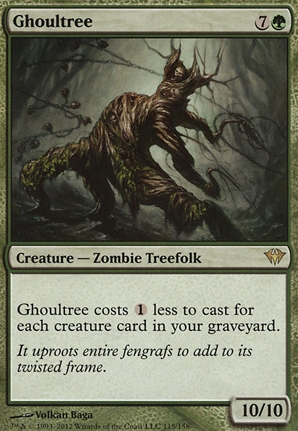 Ghoultree 7
Creature — Zombie Treefolk
Ghoultree costs 1 less to cast for
each creature card in your graveyard.
It uproots entire fengrafs to add to its
twisted frame.
10/10
Volkan Baga
™ & © 1993–2012 Wizards of the Coast LLC 115/158